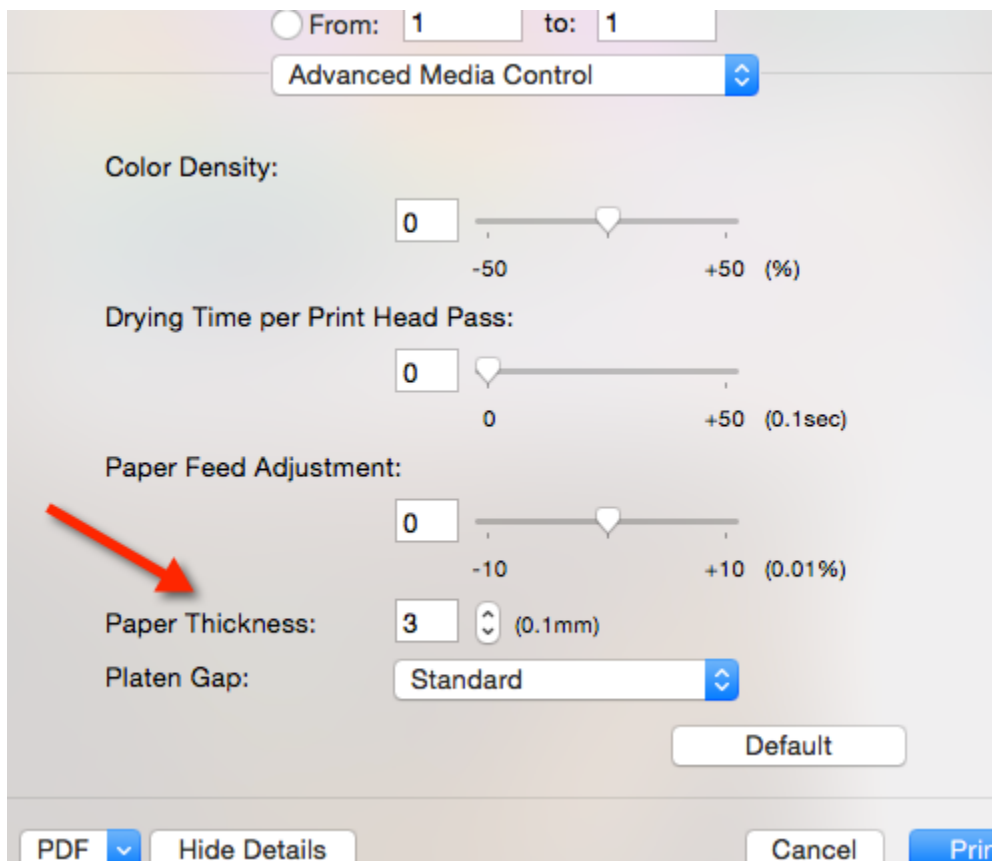 From: 1 to: 1
Advanced Media Control
Color Density:
0
-50 +50 (%)
Drying Time per Print Head Pass:
0
0 +50 (0.1sec)
Paper Feed Adjustment:
0
-10 +10 (0.01%)
Paper Thickness: 3 (0.1mm)
Platen Gap: Standard
Default
PDF Hide Details Cancel Prin